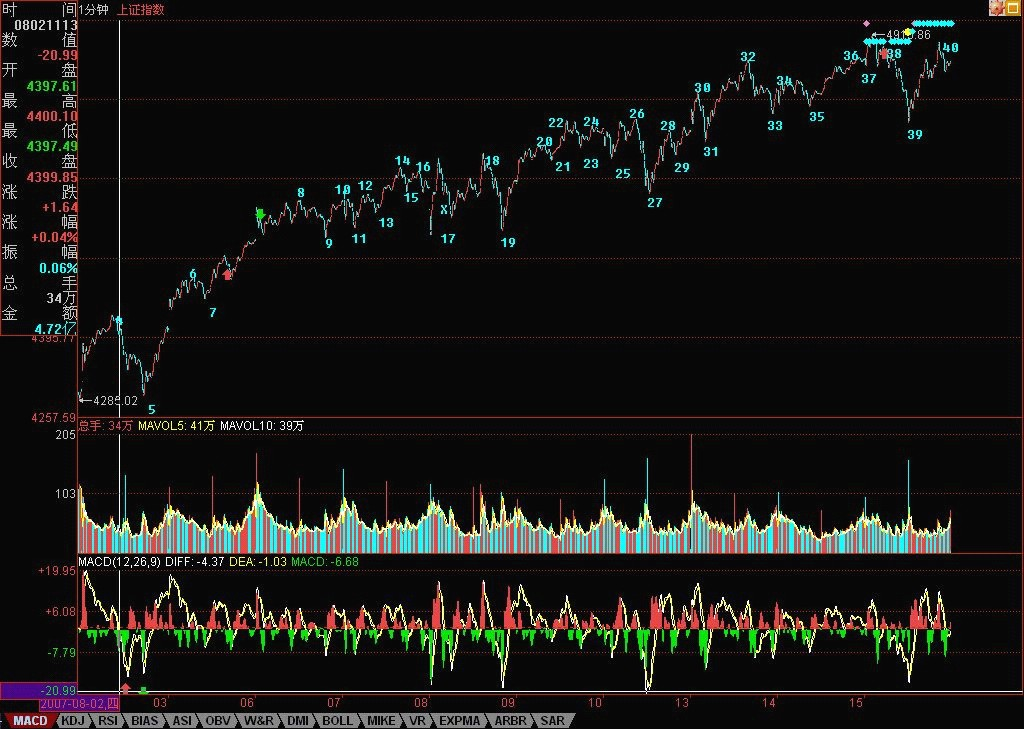 时 间
08021113
数 值
-20.99
开 盘
4397.61
最 高
4400.10
最 低
4397.49
收 盘
4399.85
涨 跌
+1.64
涨 幅
+0.04%
振 幅
0.06%
总 手
34万
金 额
4.72亿
1分钟 上证指数
4395.77
4257.59
←4285.02
5
6
7
8
9
10
11
12
13
14
15
16
X
17
18
19
20
21
22
23
24
25
26
27
28
29
30
31
32
33
34
35
36
37
38
39
40
总手: 34万 MAVOL5: 41万 MAVOL10: 39万
205
103
MACD(12,26,9) DIFF: -4.37 DEA: -1.03 MACD: -6.68
+19.95
+6.08
-7.79
-20.99
2007-08-02,四 03 06 07 08 09 10 13 14 15
MACD KDJ RSI BIAS ASI OBV W&R DMI BOLL MIKE VR EXPMA ARBR SAR